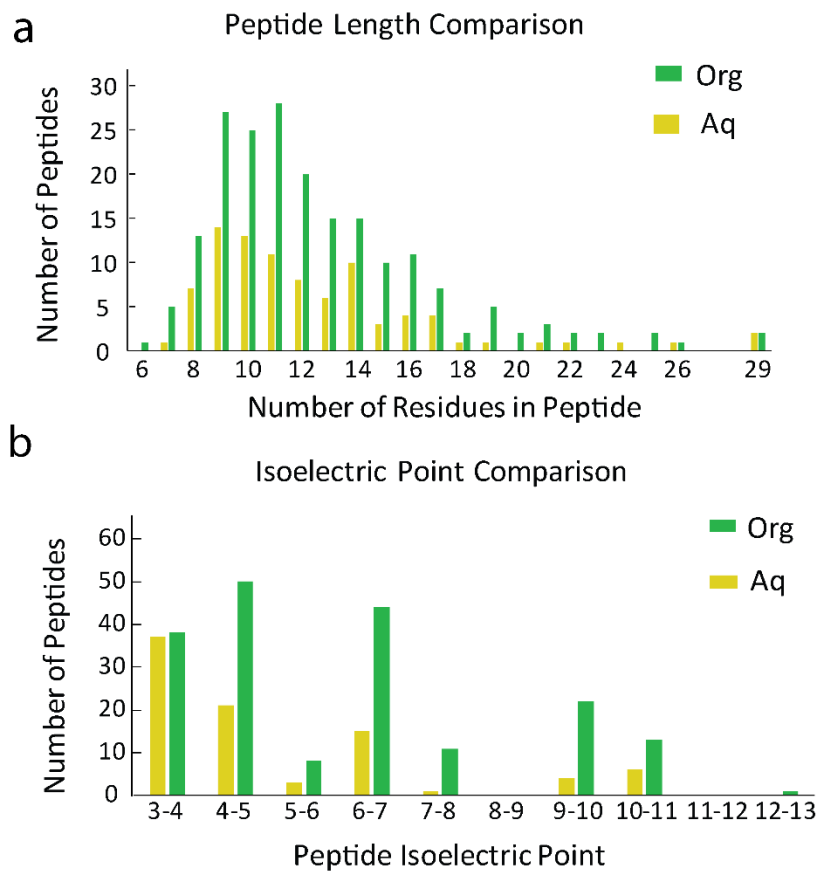 a
Peptide Length Comparison
Org
Aq
Number of Peptides
30
25
20
15
10
5
0
6 8 10 12 14 16 18 20 22 24 26 29
Number of Residues in Peptide
b
Isoelectric Point Comparison
Org
Aq
Number of Peptides
60
50
40
30
20
10
0
3-4 4-5 5-6 6-7 7-8 8-9 9-10 10-11 11-12 12-13
Peptide Isoelectric Point